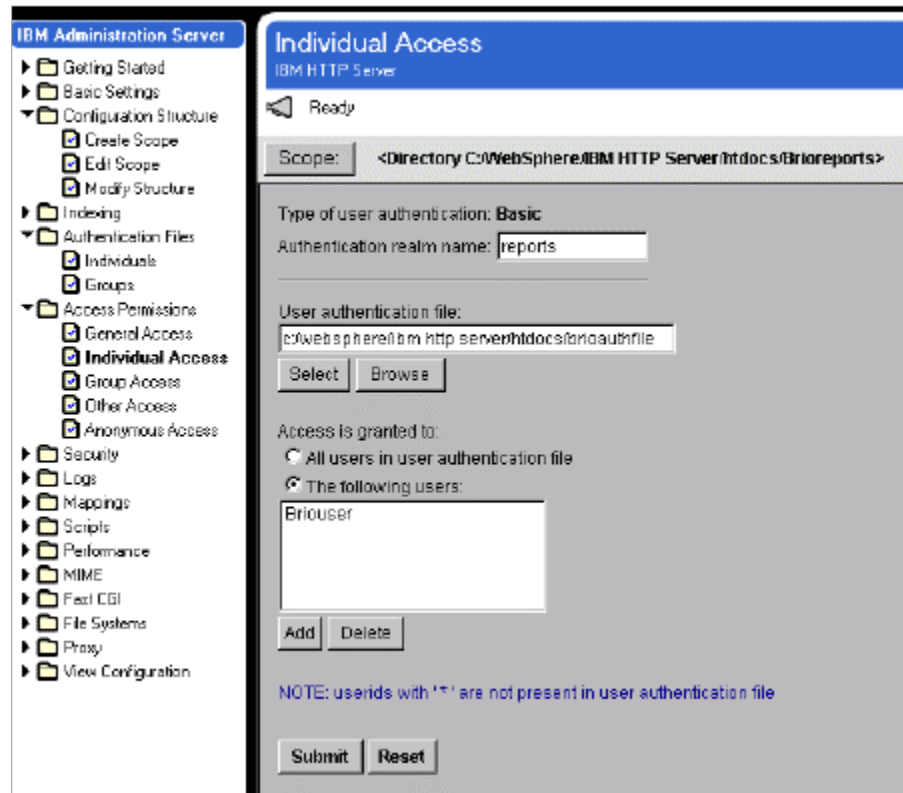 IBM Administration Server
Getting Started
Basic Settings
Configuration Structure
Create Scope
Edit Scope
Modify Structure
Indexing
Authentication Files
Individuals
Groups
Access Permissions
General Access
Individual Access
Group Access
Other Access
Anonymous Access
Security
Logs
Mappings
Scripts
Performance
MIME
Fast CGI
File Systems
Proxy
View Configuration
Individual Access
IBM HTTP Server
Ready
Scope: <Directory C:/WebSphere/IBM HTTP Server/htdocs/Brioreports>
Type of user authentication: Basic
Authentication realm name: reports
User authentication file:
c:/websphere/ibm http server/htdocs/brioauthfile
Select Browse
Access is granted to:
All users in user authentication file
The following users:
Briouser
Add Delete
NOTE: userids with '*' are not present in user authentication file
Submit Reset